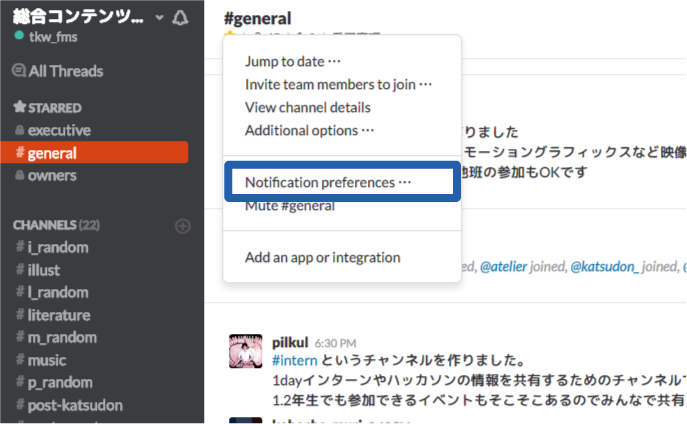 総合コンテンツ...
tkw_fms
All Threads
STARRED
executive
# general
owners
CHANNELS (22)
# i_random
# illust
# l_random
# literature
# m_random
# music
# p_random
# post-katsudon
#general
Jump to date ···
Invite team members to join ···
View channel details
Additional options ···
Notification preferences ···
Mute #general
Add an app or integration
りました
モーショングラフィックスなど映像
他班の参加もOKです
@atelier joined, @katsudon_ joined,
pilkul 6:30 PM
#intern というチャンネルを作りました。
1dayインターンやハッカソンの情報を共有するためのチャンネル
1.2年生でも参加できるイベントもそこそこあるのでみんなで共有